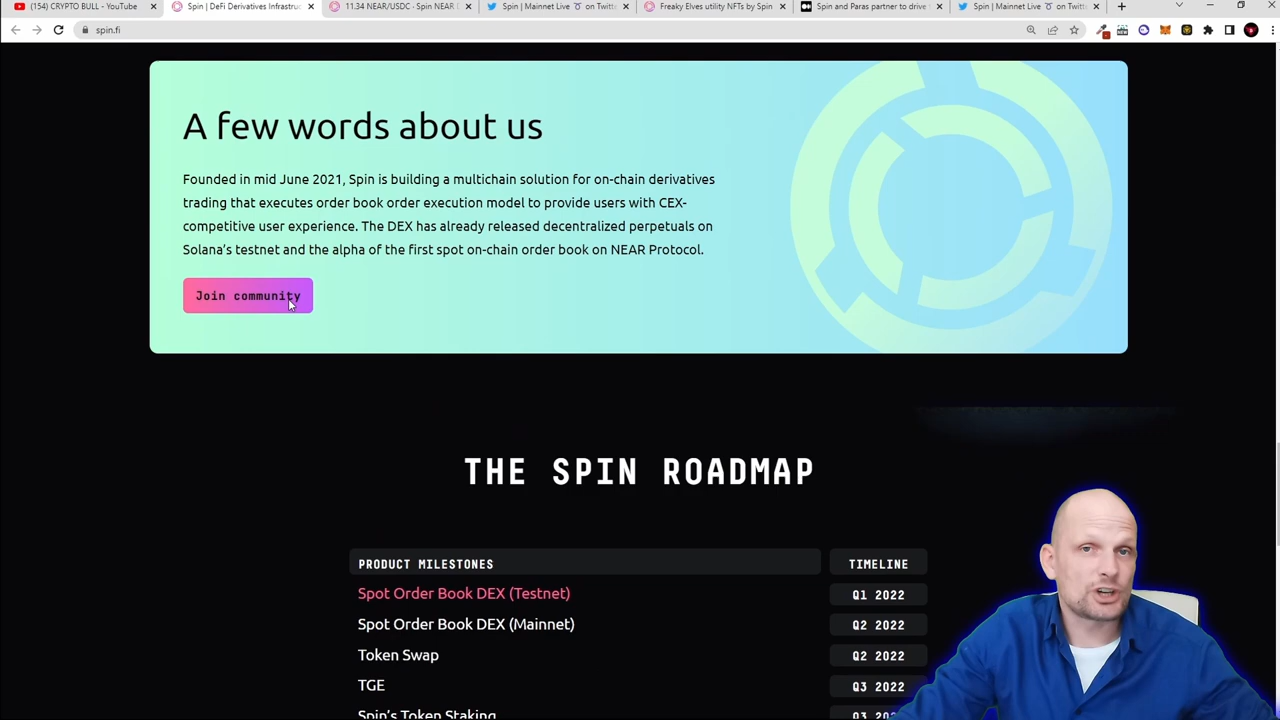 (154) CRYPTO BULL - YouTube
Spin | DeFi Derivatives Infrastruc
11.34 NEAR/USDC · Spin NEAR D
Spin | Mainnet Live on Twitte
Freaky Elves utility NFTs by Spin
Spin and Paras partner to drive
Spin | Mainnet Live on Twitte
spin.fi
A few words about us
Founded in mid June 2021, Spin is building a multichain solution for on-chain derivatives
trading that executes order book order execution model to provide users with CEX-
competitive user experience. The DEX has already released decentralized perpetuals on
Solana's testnet and the alpha of the first spot on-chain order book on NEAR Protocol.
Join community
THE SPIN ROADMAP
PRODUCT MILESTONES TIMELINE
Spot Order Book DEX (Testnet) Q1 2022
Spot Order Book DEX (Mainnet) Q2 2022
Token Swap Q2 2022
TGE Q3 2022
Spin's Token Staking Q3 2022